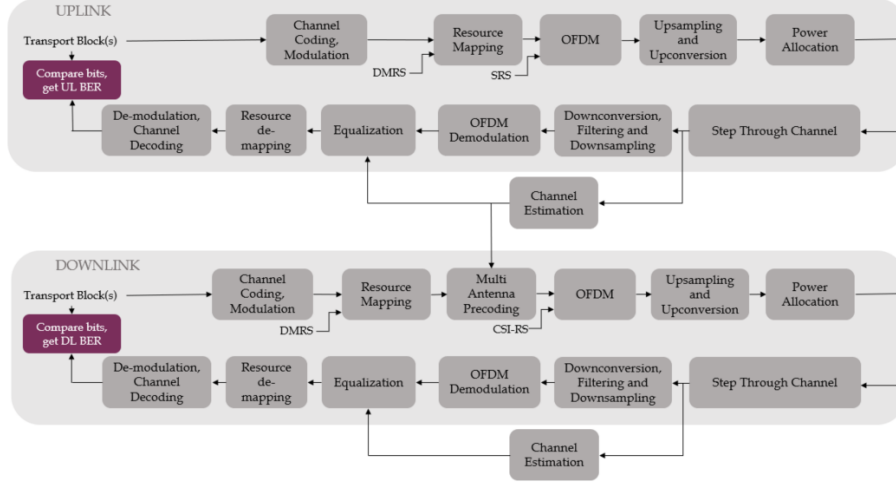 UPLINK
Transport Block(s)
Channel
Coding,
Modulation
Resource
Mapping
OFDM
Upsampling
and
Upconversion
Power
Allocation
DMRS
SRS
Compare bits,
get UL BER
De-modulation,
Channel
Decoding
Resource
de-
mapping
Equalization
OFDM
Demodulation
Downconversion,
Filtering and
Downsampling
Step Through Channel
Channel
Estimation
DOWNLINK
Transport Block(s)
Channel
Coding,
Modulation
Resource
Mapping
Multi
Antenna
Precoding
OFDM
Upsampling
and
Upconversion
Power
Allocation
DMRS
CSI-RS
Compare bits,
get DL BER
De-modulation,
Channel
Decoding
Resource
de-
mapping
Equalization
OFDM
Demodulation
Downconversion,
Filtering and
Downsampling
Step Through Channel
Channel
Estimation